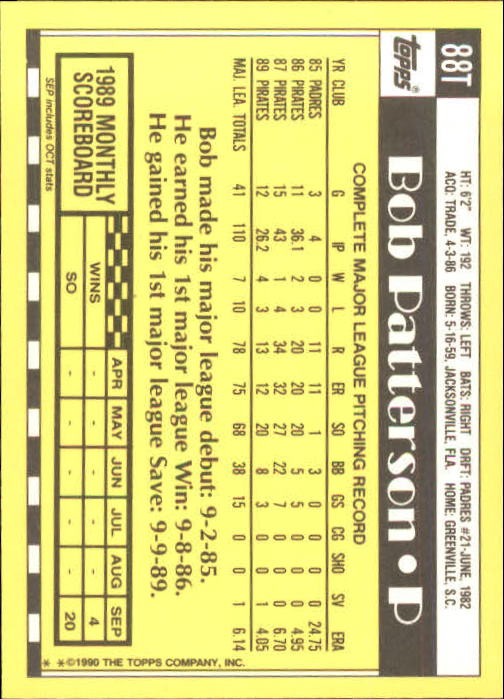 88T
HT: 6'2" WT: 192 THROWS: LEFT BATS: RIGHT DRFT: PADRES #21-JUNE, 1982
ACQ: TRADE, 4-3-86 BORN: 5-16-59, JACKSONVILLE, FLA. HOME: GREENVILLE, S.C.
topps®
Bob Patterson • P
COMPLETE MAJOR LEAGUE PITCHING RECORD
YR CLUB G IP W L R ER SO BB GS CG SHO SV ERA
85 PADRES 3 4 0 0 11 11 1 3 0 0 0 0 24.75
86 PIRATES 11 36.1 2 3 20 20 20 5 5 0 0 0 4.95
87 PIRATES 15 43 1 4 34 32 27 22 7 0 0 0 6.70
89 PIRATES 12 26.2 4 3 13 12 20 8 3 0 0 1 4.05
MAJ. LEA. TOTALS 41 110 7 10 78 75 68 38 15 0 0 1 6.14
Bob made his major league debut: 9-2-85.
He earned his 1st major league Win: 9-8-86.
He gained his 1st major league Save: 9-9-89.
1989 MONTHLY
SCOREBOARD
APR MAY JUN JUL AUG SEP
WINS - - - - - 4
SO - - - - - 20
SEP includes OCT stats
* *©1990 THE TOPPS COMPANY, INC.